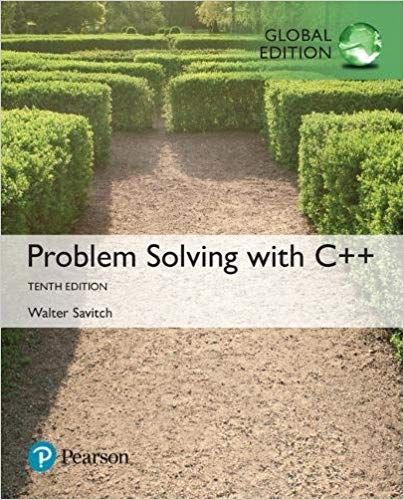 GLOBAL
EDITION
Problem Solving with C++
TENTH EDITION
Walter Savitch
Pearson